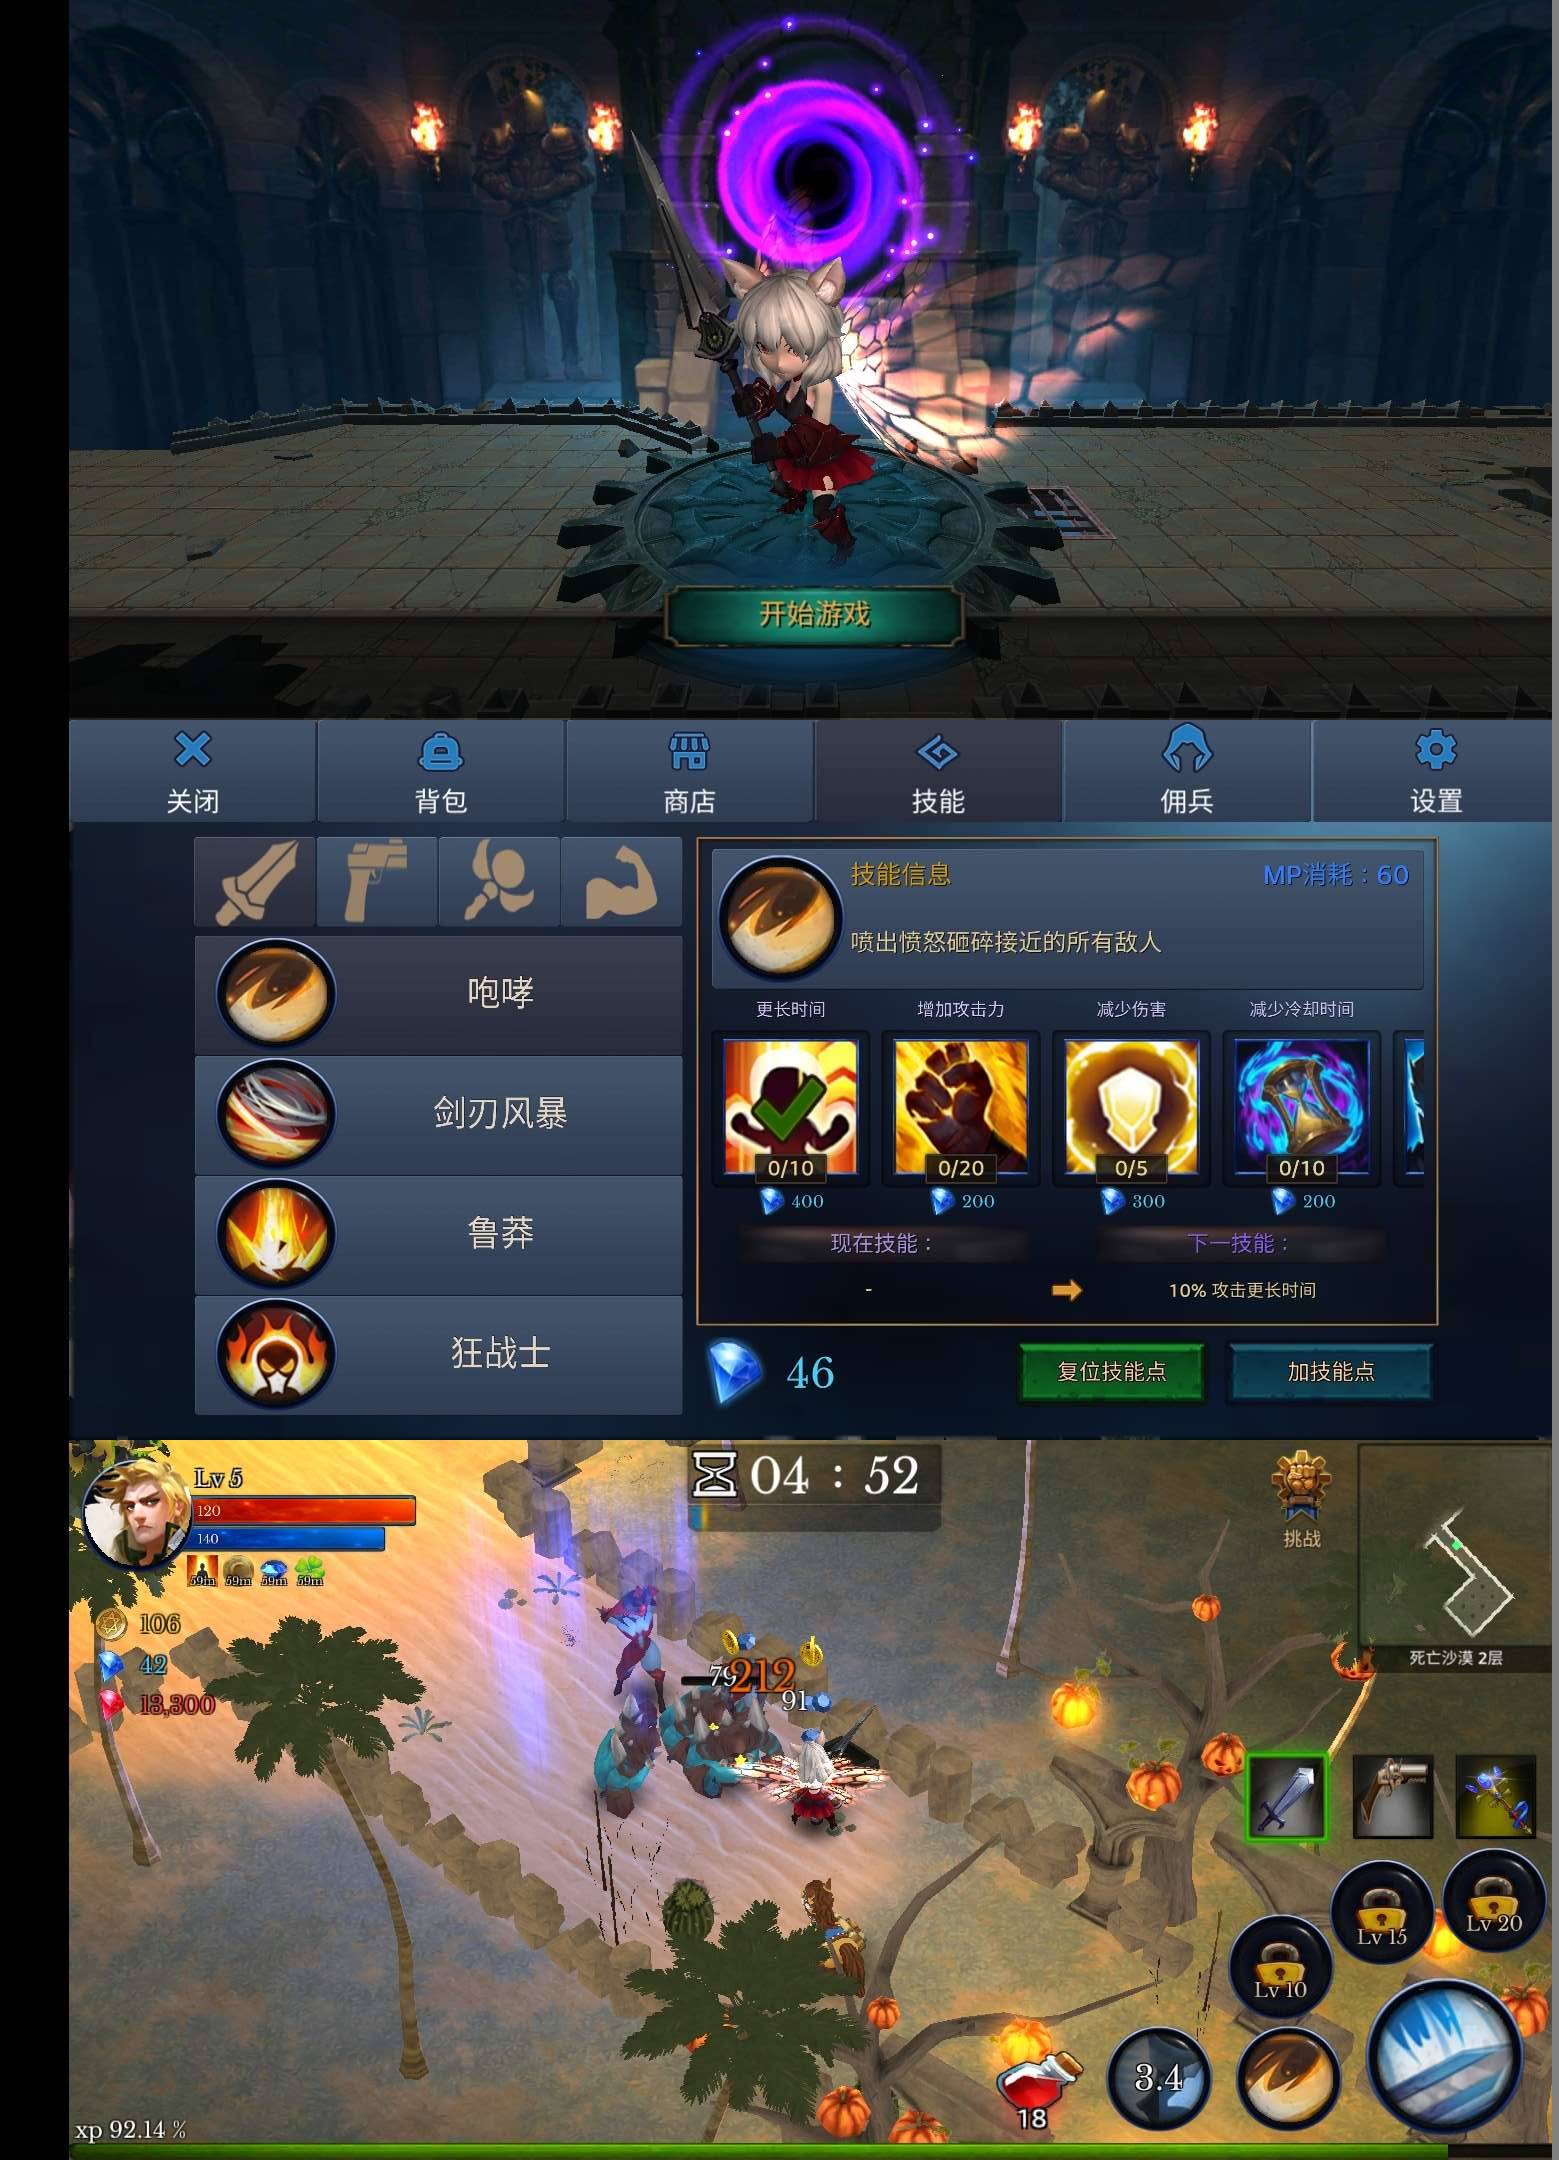 开始游戏
关闭
背包
商店
技能
佣兵
设置
技能信息
MP消耗：60
喷出愤怒砸碎接近的所有敌人
咆哮
剑刃风暴
鲁莽
狂战士
更长时间
增加攻击力
减少伤害
减少冷却时间
0/10
0/20
0/5
0/10
400
200
300
200
现在技能：
下一技能：
-
10% 攻击更长时间
46
复位技能点
加技能点
Lv 5
120
140
59m
59m
59m
59m
106
42
13,300
04 : 52
挑战
死亡沙漠 2层
79
212
91
Lv 15
Lv 20
Lv 10
3.4
18
xp 92.14 %